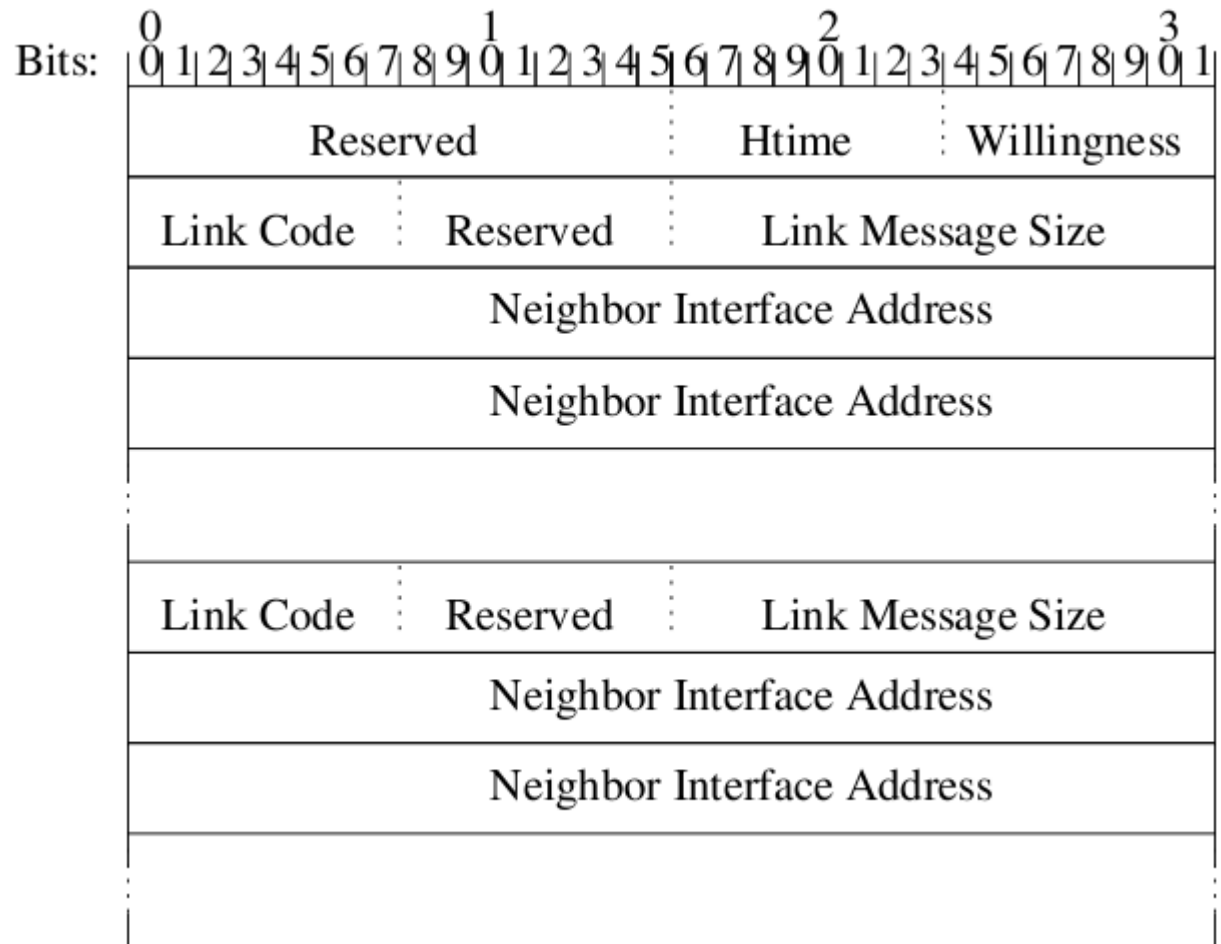 0 1 2 3
Bits: 0 1 2 3 4 5 6 7 8 9 0 1 2 3 4 5 6 7 8 9 0 1 2 3 4 5 6 7 8 9 0 1
Reserved Htime Willingness
Link Code Reserved Link Message Size
Neighbor Interface Address
Neighbor Interface Address
Link Code Reserved Link Message Size
Neighbor Interface Address
Neighbor Interface Address